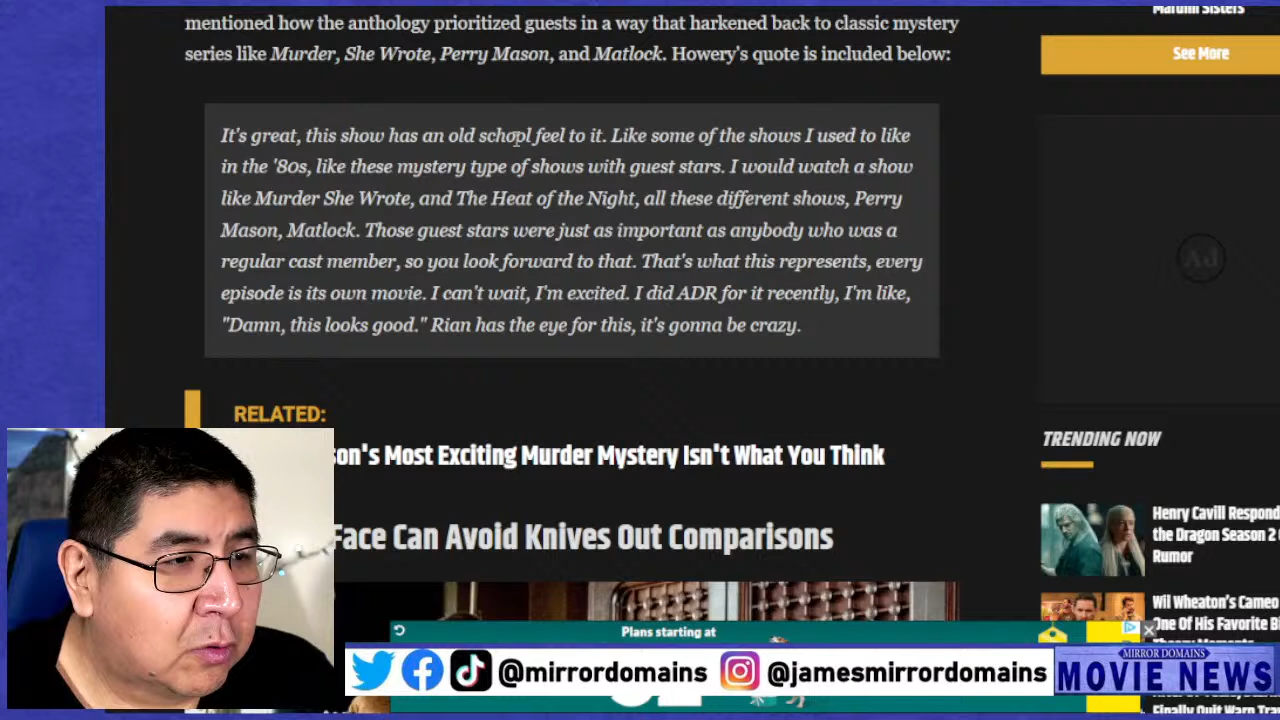 mentioned how the anthology prioritized guests in a way that harkened back to classic mystery
series like Murder, She Wrote, Perry Mason, and Matlock. Howery's quote is included below:
It's great, this show has an old school feel to it. Like some of the shows I used to like
in the '80s, like these mystery type of shows with guest stars. I would watch a show
like Murder She Wrote, and The Heat of the Night, all these different shows, Perry
Mason, Matlock. Those guest stars were just as important as anybody who was a
regular cast member, so you look forward to that. That's what this represents, every
episode is its own movie. I can't wait, I'm excited. I did ADR for it recently, I'm like,
"Damn, this looks good." Rian has the eye for this, it's gonna be crazy.
RELATED:
son's Most Exciting Murder Mystery Isn't What You Think
Face Can Avoid Knives Out Comparisons
See More
Ad
TRENDING NOW
Henry Cavill Respond
the Dragon Season 2
Rumor
Wil Wheaton's Cameo
One Of His Favorite Bi
Plans starting at
@mirrordomains
@jamesmirrordomains
MIRROR DOMAINS
MOVIE NEWS